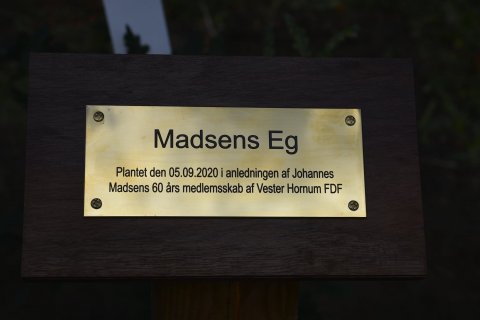 Madsens Eg
Plantet den 05.09.2020 i anledningen af Johannes
Madsens 60 års medlemsskab af Vester Hornum FDF